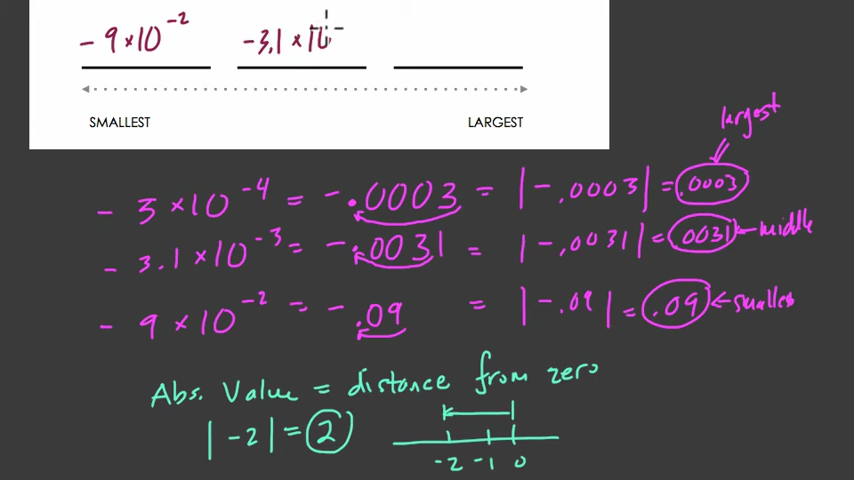 - 9 × 10⁻² -3.1 × 10
SMALLEST LARGEST
largest
- 3 × 10⁻⁴ = -.0003 = |-.0003| = .0003
- 3.1 × 10⁻³ = -.0031 = |-.0031| = .0031 ← middle
- 9 × 10⁻² = -.09 = |-.09| = .09 ← smallest
Abs. Value = distance from zero
|-2| = 2
-2 -1 0